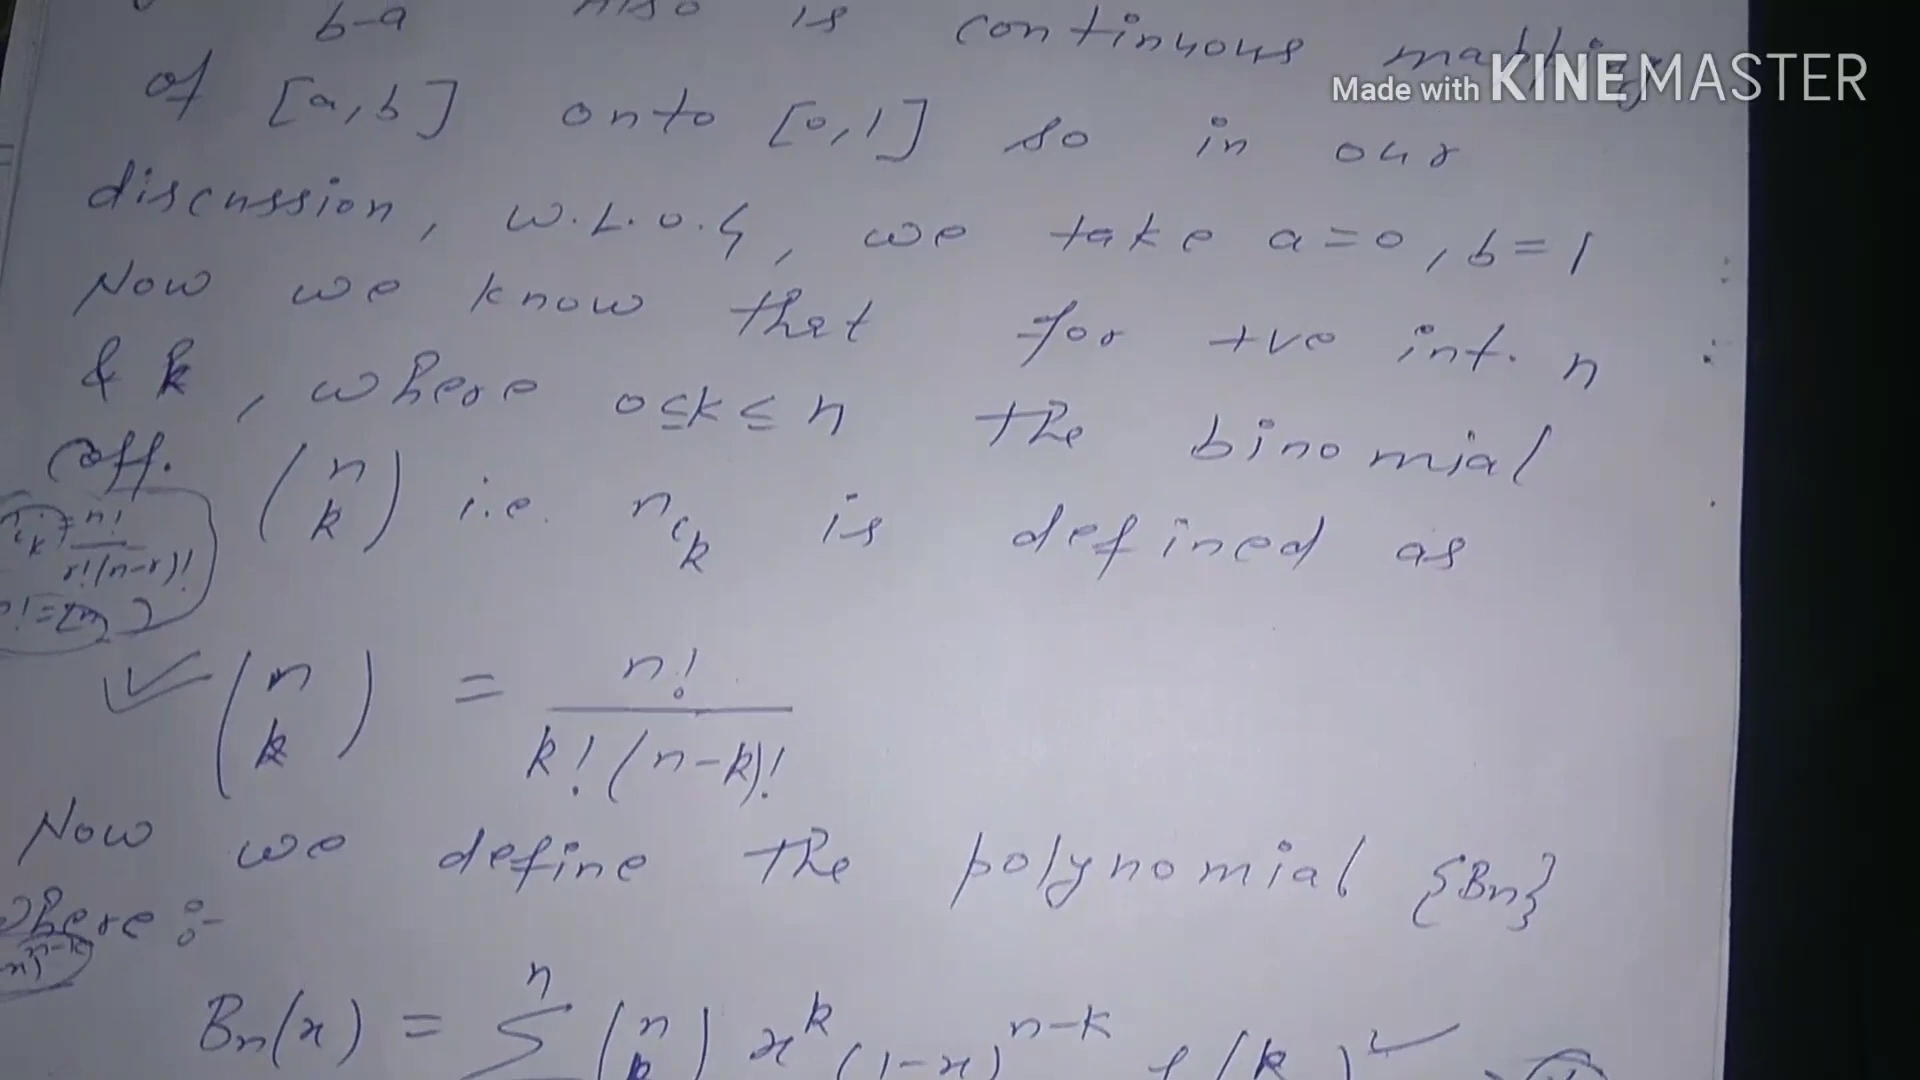 b-a Also is continuous mapping
of [a,b] onto [0,1] so in our
discussion, W.L.O.G, we take a=0, b=1
Now we know that for +ve int. n
& k, where 0≤k≤n the binomial
Coff. (n k) i.e. nck is defined as
n!
r!(n-r)!
(n k) = n! / k!(n-k)!
Now we define the polynomial {Bn}
where :-
Bn(x) = Σ n (n k) x^k (1-x)^n-k f(k
Made with KINEMASTER